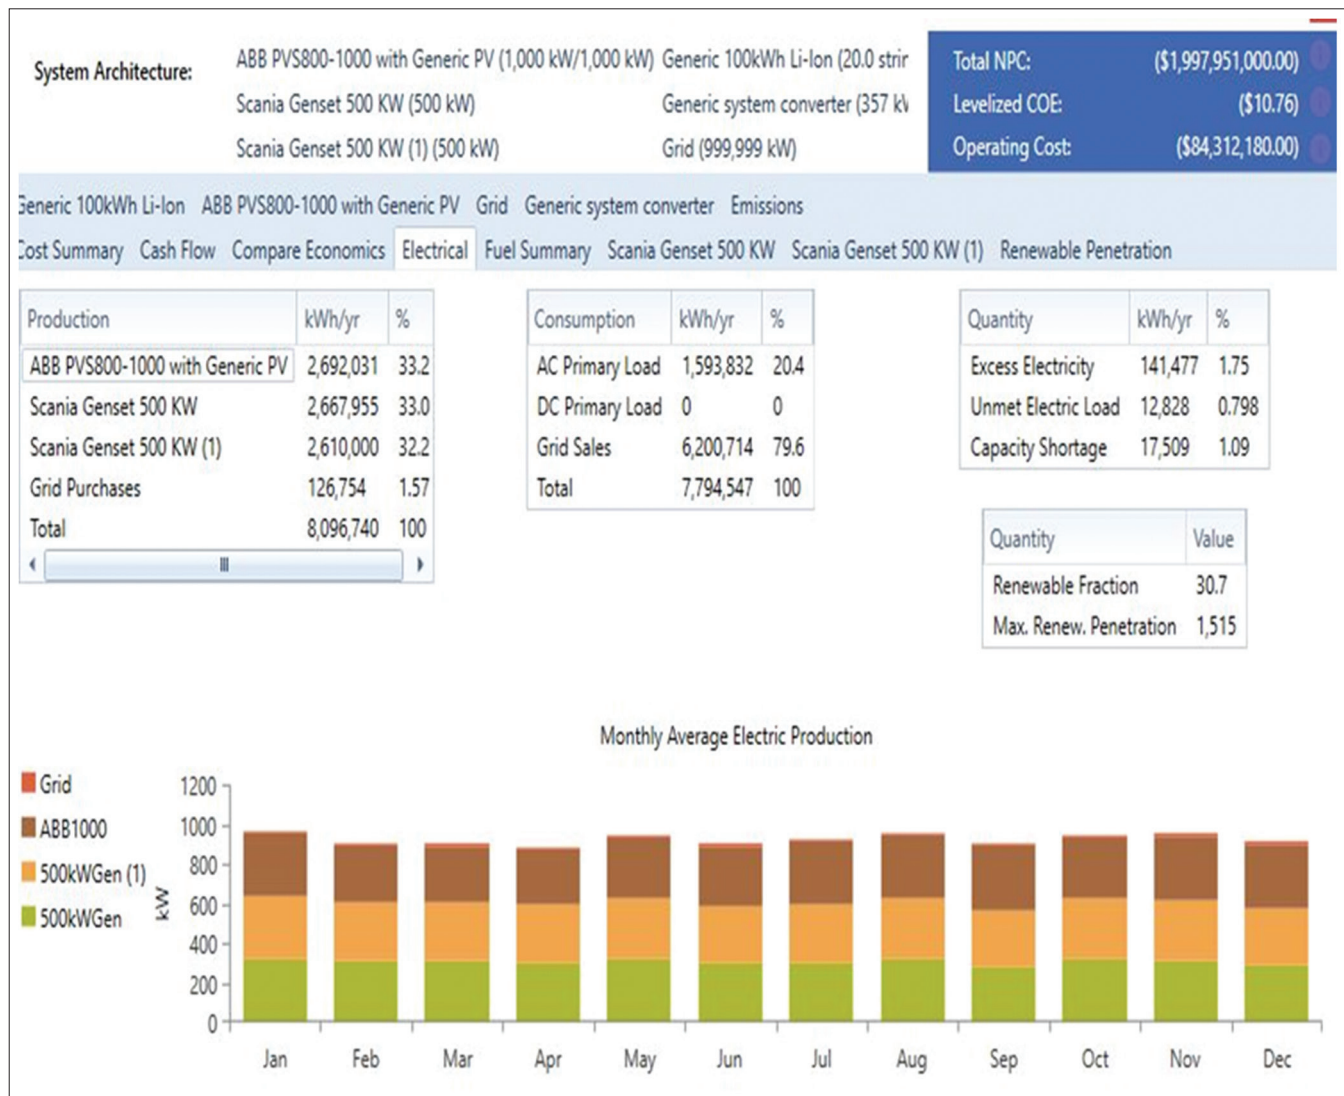 System Architecture:
ABB PVS800-1000 with Generic PV (1,000 kW/1,000 kW) Generic 100kWh Li-Ion (20.0 strin
Scania Genset 500 KW (500 kW) Generic system converter (357 kW
Scania Genset 500 KW (1) (500 kW) Grid (999,999 kW)
Total NPC: ($1,997,951,000.00)
Levelized COE: ($10.76)
Operating Cost: ($84,312,180.00)
Generic 100kWh Li-Ion ABB PVS800-1000 with Generic PV Grid Generic system converter Emissions
Cost Summary Cash Flow Compare Economics Electrical Fuel Summary Scania Genset 500 KW Scania Genset 500 KW (1) Renewable Penetration
Production kWh/yr %
ABB PVS800-1000 with Generic PV 2,692,031 33.2
Scania Genset 500 KW 2,667,955 33.0
Scania Genset 500 KW (1) 2,610,000 32.2
Grid Purchases 126,754 1.57
Total 8,096,740 100
Consumption kWh/yr %
AC Primary Load 1,593,832 20.4
DC Primary Load 0 0
Grid Sales 6,200,714 79.6
Total 7,794,547 100
Quantity kWh/yr %
Excess Electricity 141,477 1.75
Unmet Electric Load 12,828 0.798
Capacity Shortage 17,509 1.09
Quantity Value
Renewable Fraction 30.7
Max. Renew. Penetration 1,515
Monthly Average Electric Production
Grid
ABB1000
500kWGen (1)
500kWGen
kW
1200
1000
800
600
400
200
0
Jan Feb Mar Apr May Jun Jul Aug Sep Oct Nov Dec